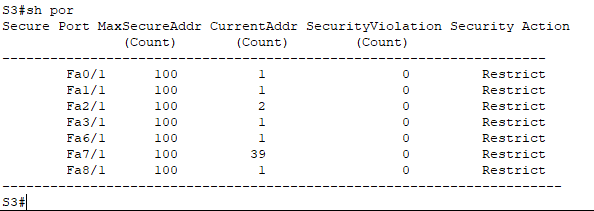 S3#sh por
Secure Port MaxSecureAddr CurrentAddr SecurityViolation Security Action
(Count) (Count) (Count)
--------------------------------------------------------------------
Fa0/1 100 1 0 Restrict
Fa1/1 100 1 0 Restrict
Fa2/1 100 2 0 Restrict
Fa3/1 100 1 0 Restrict
Fa6/1 100 1 0 Restrict
Fa7/1 100 39 0 Restrict
Fa8/1 100 1 0 Restrict
----------------------------------------------------------------------
S3#